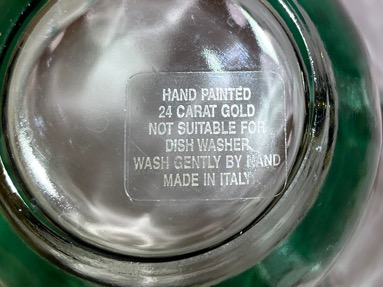 HAND PAINTED
24 CARAT GOLD
NOT SUITABLE FOR
DISH WASHER
WASH GENTLY BY HAND
MADE IN ITALY